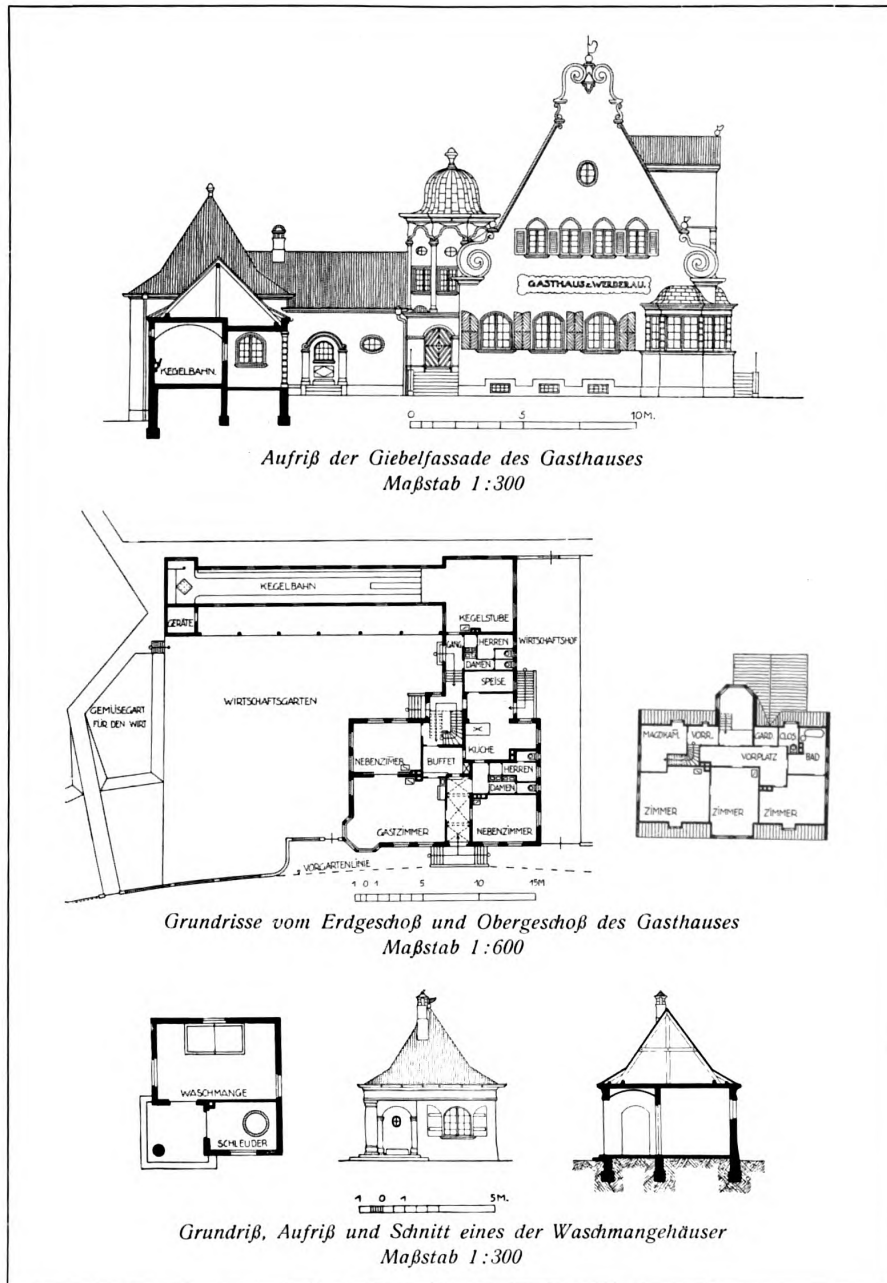 GASTHAUS z. WERDERAU.
KEGELBAHN.
0 5 10 M.
Aufriß der Giebelfassade des Gasthauses
Maßstab 1:300
KEGELBAHN
GERÄTE
KEGELSTUBE
GANG
HERREN
DAMEN
SPEISE
WIRTSCHAFTSHOF
GEMÜSEGART
FÜR DEN WIRT
WIRTSCHAFTSGARTEN
NEBENZIMER
BUFFET
KÜCHE
HERREN
DAMEN
GASTZIMMER
NEBENZIMMER
VORGARTENLINIE
1 0 1 5 10 15M
MAGDKAM.
VORR.
GARD
CLOS
BAD
VORPLATZ
ZIMMER
ZIMMER
ZIMMER
Grundrisse vom Erdgeschoß und Obergeschoß des Gasthauses
Maßstab 1:600
WASCHMANGE
SCHLEUDER
1 0 1 5M.
Grundriß, Aufriß und Schnitt eines der Waschmangehäuser
Maßstab 1:300